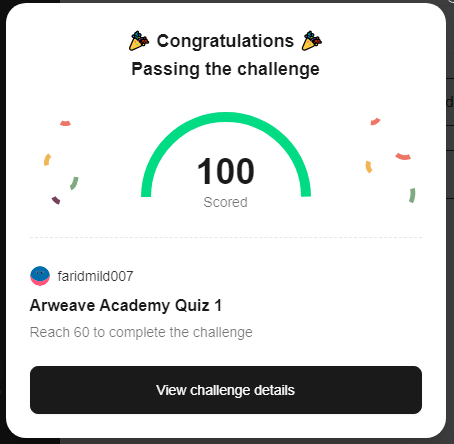 🎉 Congratulations 🎉
Passing the challenge
100
Scored
faridmild007
Arweave Academy Quiz 1
Reach 60 to complete the challenge
View challenge details